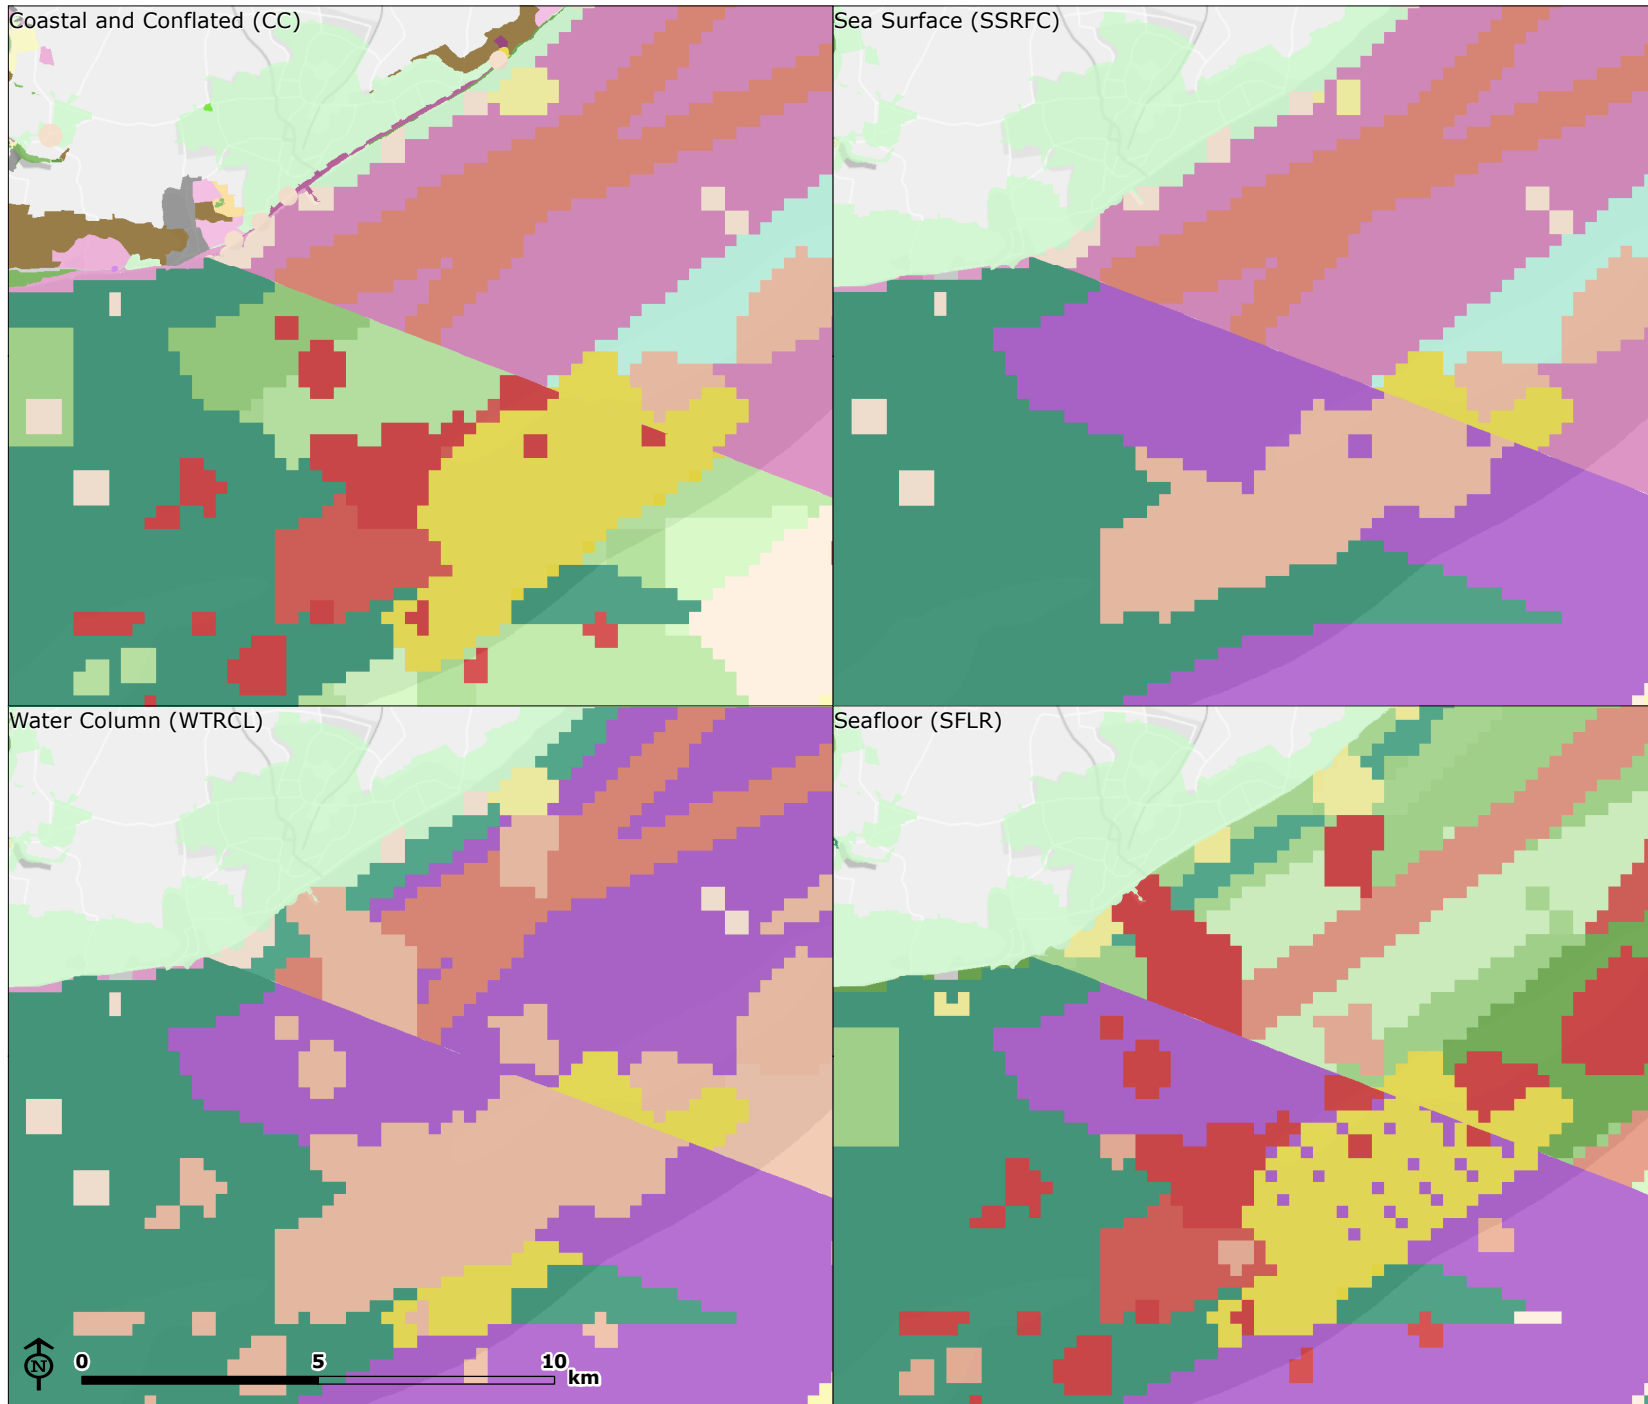 Coastal and Conflated (CC)
Sea Surface (SSRFC)
Water Column (WTRCL)
Seafloor (SFLR)
N
0 5 10
km